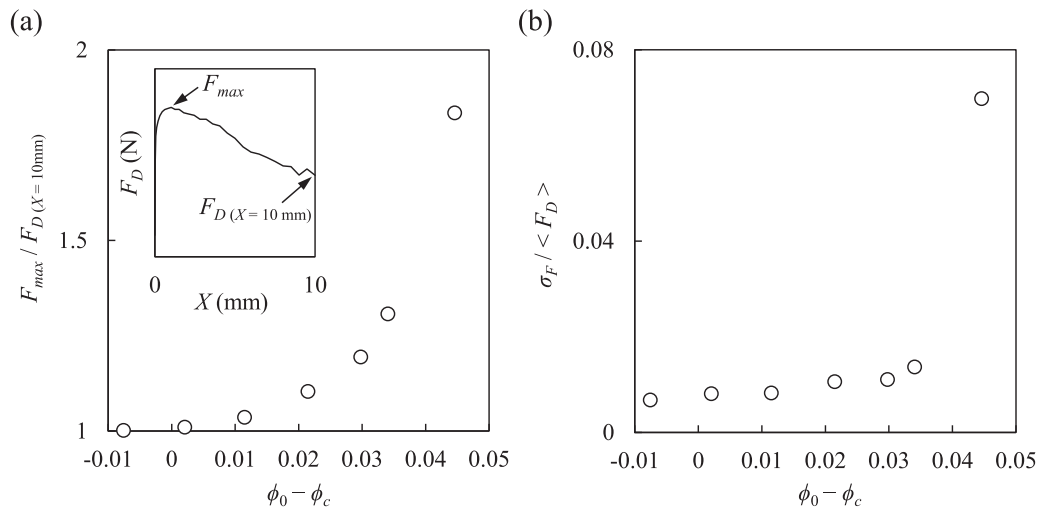 (a)
2
1.5
1
F_max / F_D (X = 10mm)
F_max
F_D (N)
F_D (X = 10 mm)
0 10
X (mm)
-0.01 0 0.01 0.02 0.03 0.04 0.05
ϕ_0 – ϕ_c
(b)
0.08
0.04
0
σ_F / < F_D >
-0.01 0 0.01 0.02 0.03 0.04 0.05
ϕ_0 – ϕ_c